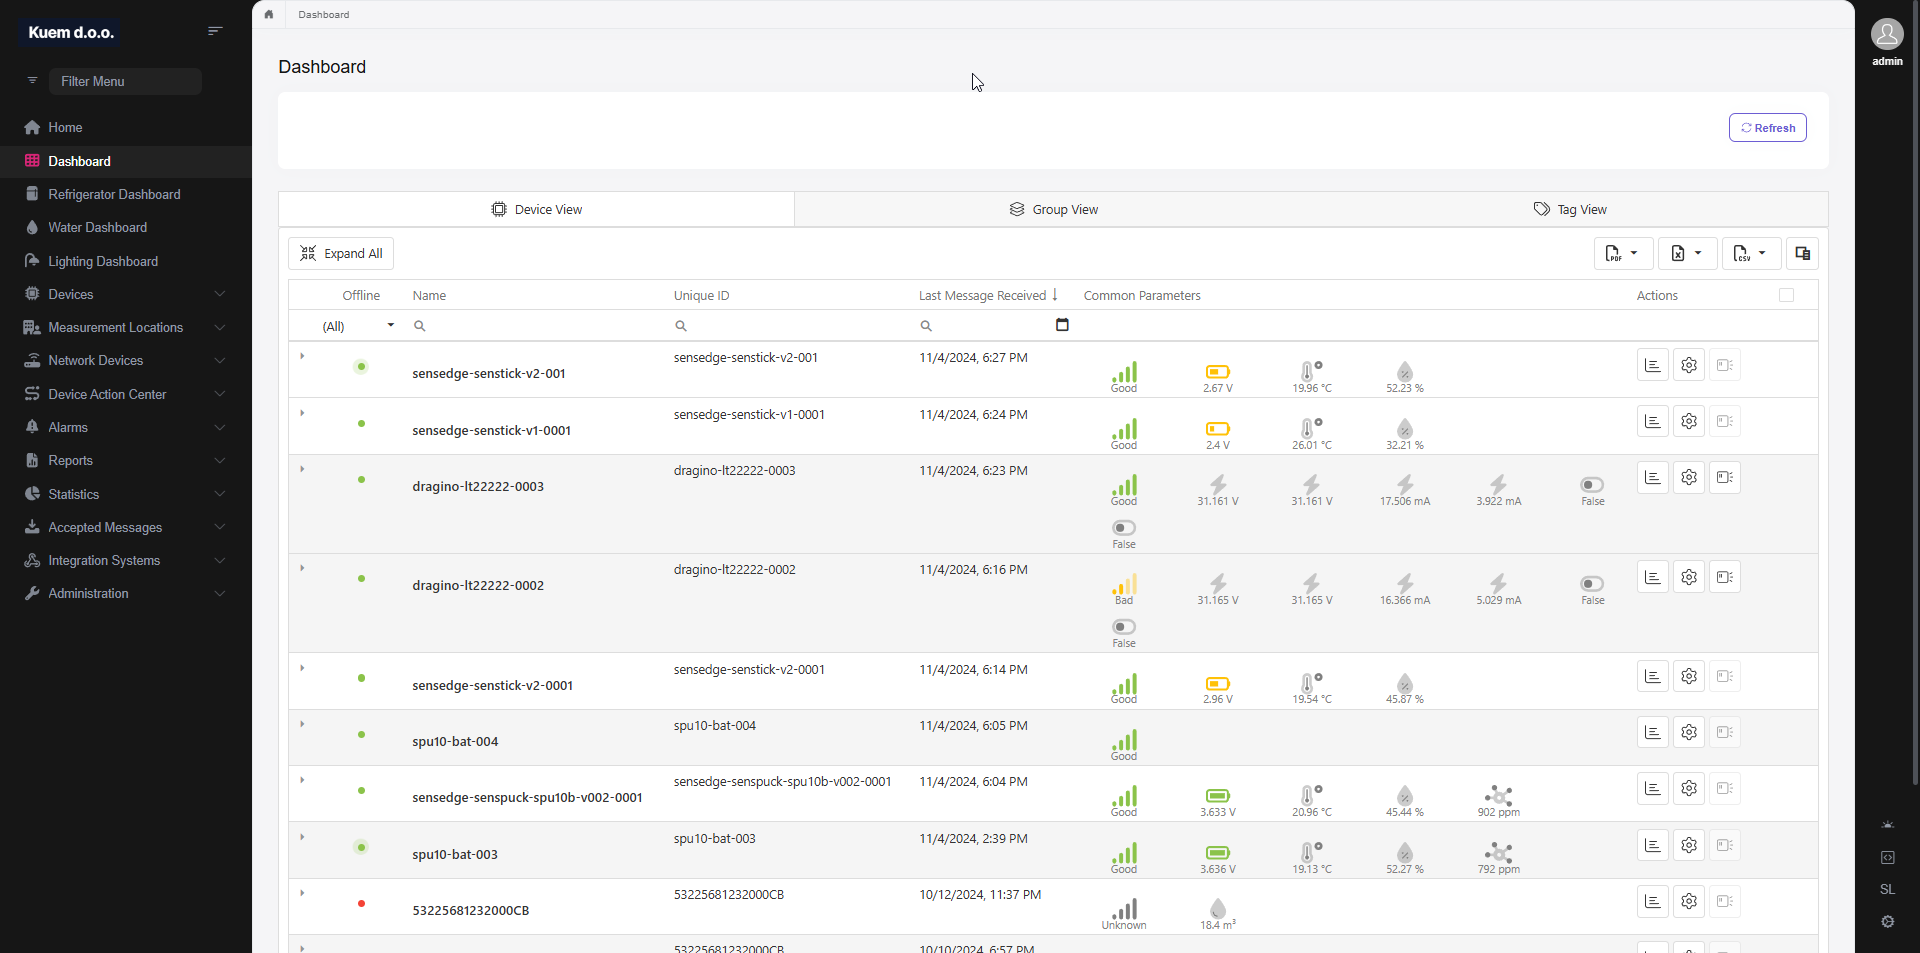 Kuem d.o.o.
Dashboard
admin
Filter Menu
Dashboard
Refresh
Home
Dashboard
Refrigerator Dashboard
Water Dashboard
Lighting Dashboard
Devices
Measurement Locations
Network Devices
Device Action Center
Alarms
Reports
Statistics
Accepted Messages
Integration Systems
Administration
Device View
Group View
Tag View
Expand All
PDF
CSV
Offline Name Unique ID Last Message Received Common Parameters Actions
(All)
sensedge-senstick-v2-001 11/4/2024, 6:27 PM
sensedge-senstick-v2-001
Good 2.67 V 19.96 °C 52.23 %
sensedge-senstick-v1-0001 11/4/2024, 6:24 PM
sensedge-senstick-v1-0001
Good 2.4 V 26.01 °C 32.21 %
dragino-lt22222-0003 11/4/2024, 6:23 PM
dragino-lt22222-0003
Good 31.161 V 31.161 V 17.506 mA 3.922 mA False
False
dragino-lt22222-0002 11/4/2024, 6:16 PM
dragino-lt22222-0002
Bad 31.165 V 31.165 V 16.366 mA 5.029 mA False
False
sensedge-senstick-v2-0001 11/4/2024, 6:14 PM
sensedge-senstick-v2-0001
Good 2.96 V 19.54 °C 45.87 %
spu10-bat-004 11/4/2024, 6:05 PM
spu10-bat-004
Good
sensedge-senspuck-spu10b-v002-0001 11/4/2024, 6:04 PM
sensedge-senspuck-spu10b-v002-0001
Good 3.633 V 20.96 °C 45.44 % 902 ppm
spu10-bat-003 11/4/2024, 2:39 PM
spu10-bat-003
Good 3.636 V 19.13 °C 52.27 % 792 ppm
53225681232000CB 10/12/2024, 11:37 PM
53225681232000CB
Unknown 18.4 m³
53225681232000CB 10/10/2024, 6:57 PM
SL